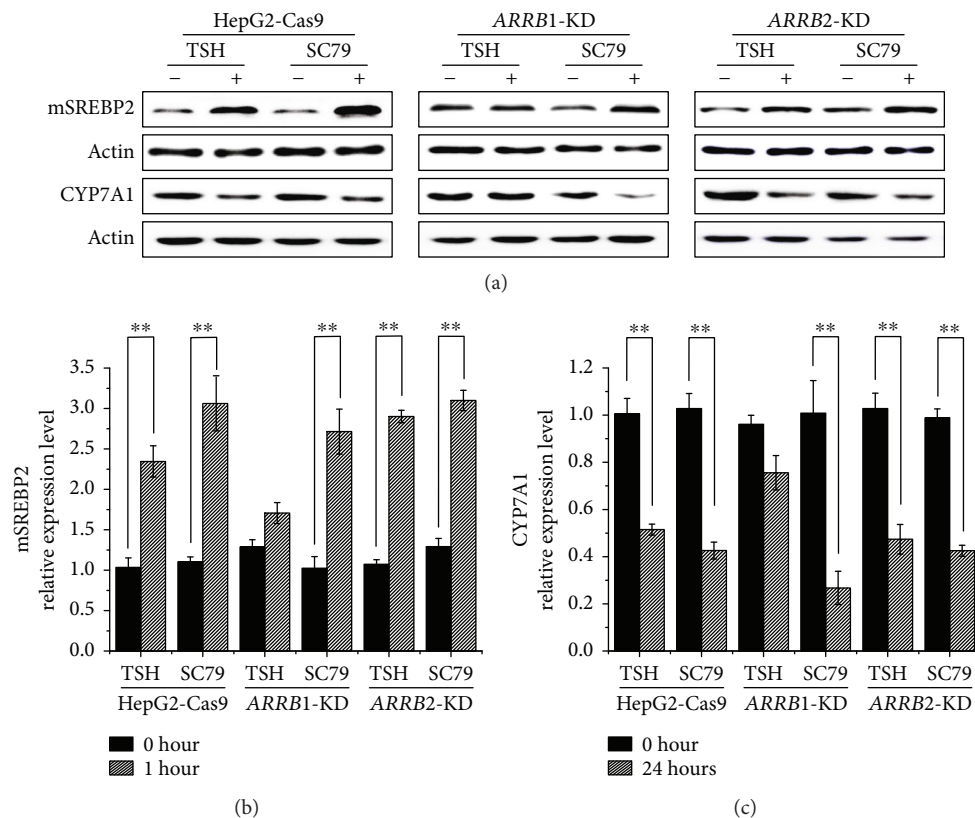 HepG2-Cas9 ARRB1-KD ARRB2-KD
TSH SC79 TSH SC79 TSH SC79
− + − + − + − + − + − +
mSREBP2
Actin
CYP7A1
Actin
(a)
** ** ** ** **
3.5
3.0
2.5
2.0
1.5
1.0
0.5
0.0
mSREBP2
relative expression level
TSH SC79 TSH SC79 TSH SC79
HepG2-Cas9 ARRB1-KD ARRB2-KD
0 hour
1 hour
(b)
** ** ** ** **
1.2
1.0
0.8
0.6
0.4
0.2
0.0
CYP7A1
relative expression level
TSH SC79 TSH SC79 TSH SC79
HepG2-Cas9 ARRB1-KD ARRB2-KD
0 hour
24 hours
(c)